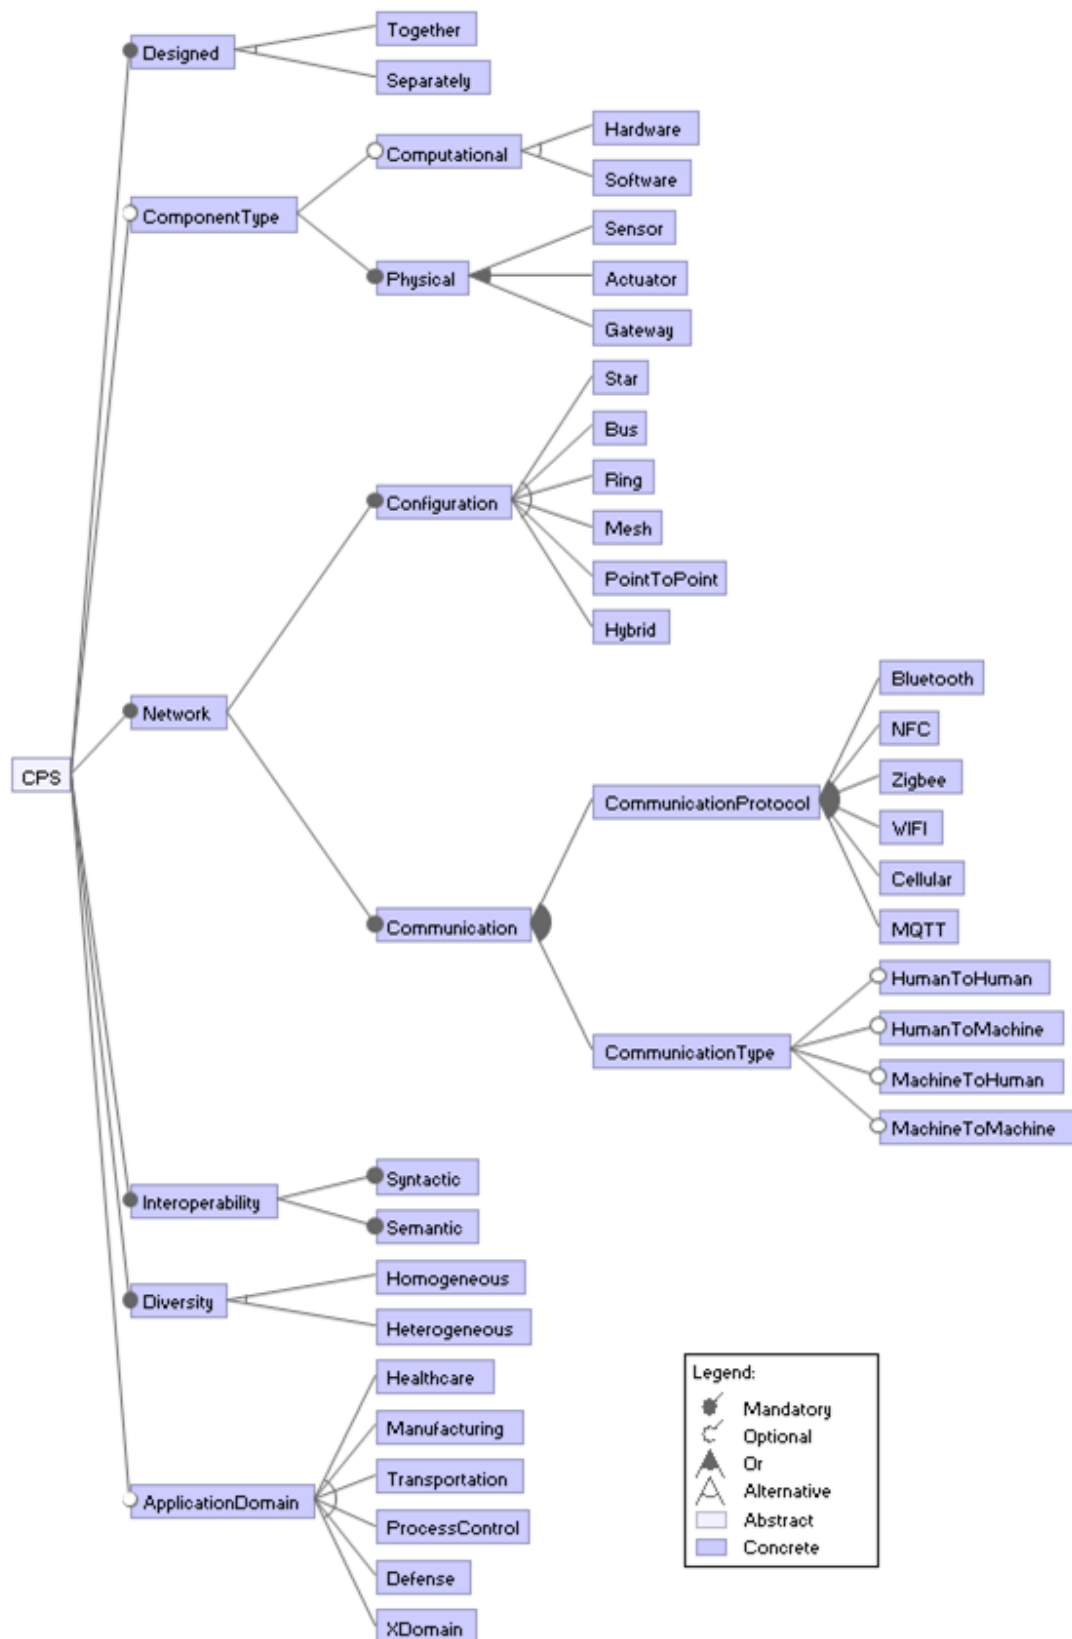 Together
Designed
Separately
Hardware
Computational
Software
ComponentType
Sensor
Physical
Actuator
Gateway
Star
Bus
Ring
Configuration
Mesh
PointToPoint
Hybrid
Bluetooth
NFC
Network
Zigbee
CPS
CommunicationProtocol
WIFI
Cellular
Communication
MQTT
HumanToHuman
HumanToMachine
CommunicationType
MachineToHuman
MachineToMachine
Syntactic
Interoperability
Semantic
Homogeneous
Diversity
Heterogeneous
Healthcare
Manufacturing
Transportation
ApplicationDomain
ProcessControl
Defense
XDomain
Legend:
Mandatory
Optional
Or
Alternative
Abstract
Concrete